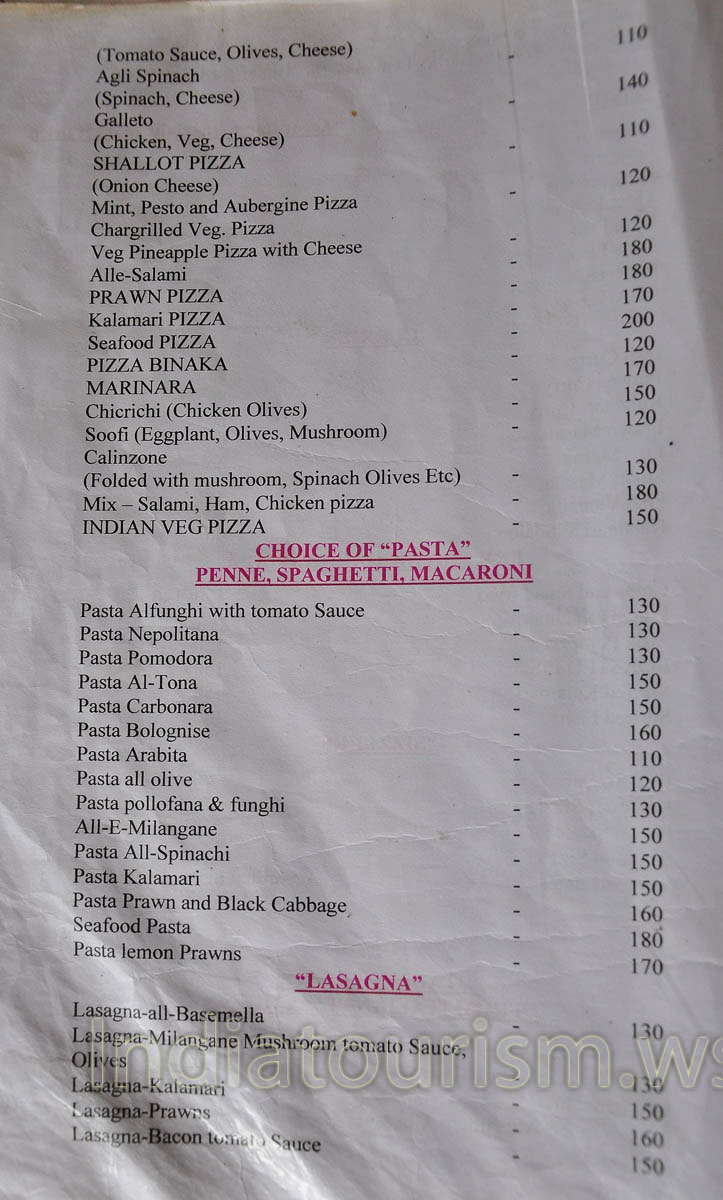 (Tomato Sauce, Olives, Cheese) - 110
Agli Spinach
(Spinach, Cheese) - 140
Galleto
(Chicken, Veg, Cheese) - 110
SHALLOT PIZZA
(Onion Cheese) - 120
Mint, Pesto and Aubergine Pizza
Chargrilled Veg. Pizza
Veg Pineapple Pizza with Cheese - 120
Alle-Salami - 180
PRAWN PIZZA - 180
Kalamari PIZZA - 170
Seafood PIZZA - 200
PIZZA BINAKA - 120
MARINARA - 170
Chicrichi (Chicken Olives) - 150
Soofi (Eggplant, Olives, Mushroom) - 120
Calinzone
(Folded with mushroom, Spinach Olives Etc) - 130
Mix – Salami, Ham, Chicken pizza - 180
INDIAN VEG PIZZA - 150
CHOICE OF “PASTA”
PENNE, SPAGHETTI, MACARONI
Pasta Alfunghi with tomato Sauce - 130
Pasta Nepolitana - 130
Pasta Pomodora - 130
Pasta Al-Tona - 150
Pasta Carbonara - 150
Pasta Bolognise - 160
Pasta Arabita - 110
Pasta all olive - 120
Pasta pollofana & funghi - 130
All-E-Milangane - 150
Pasta All-Spinachi - 150
Pasta Kalamari - 150
Pasta Prawn and Black Cabbage - 160
Seafood Pasta - 180
Pasta lemon Prawns - 170
“LASAGNA”
Lasagna-all-Basemella - 130
Lasagna-Milangane Mushroom tomato Sauce,
Olives - 130
Lasagna-Kalamari - 150
Lasagna-Prawns - 160
Lasagna-Bacon tomato Sauce - 150
Indiatourism.ws